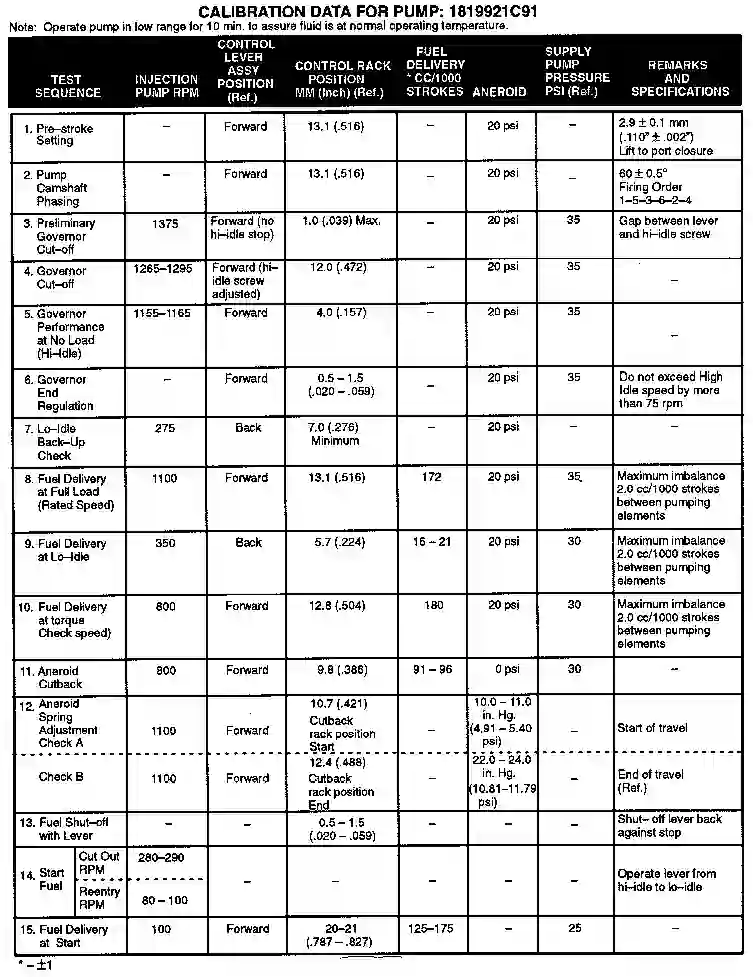 CALIBRATION DATA FOR PUMP: 1819921C91
Note: Operate pump in low range for 10 min. to assure fluid is at normal operating temperature.
TEST SEQUENCE | INJECTION PUMP RPM | CONTROL LEVER ASSY POSITION (Ref.) | CONTROL RACK POSITION MM (Inch) (Ref.) | FUEL DELIVERY * CC/1000 STROKES | ANEROID | SUPPLY PUMP PRESSURE PSI (Ref.) | REMARKS AND SPECIFICATIONS
1. Pre–stroke Setting | – | Forward | 13.1 (.516) | – | 20 psi | – | 2.9 ± 0.1 mm (.110" ± .002") Lift to port closure
2. Pump Camshaft Phasing | – | Forward | 13.1 (.516) | – | 20 psi | – | 60 ± 0.5° Firing Order 1–5–3–6–2–4
3. Preliminary Governor Cut–off | 1375 | Forward (no hi–idle stop) | 1.0 (.039) Max. | – | 20 psi | 35 | Gap between lever and hi–idle screw
4. Governor Cut–off | 1265–1295 | Forward (hi–idle screw adjusted) | 12.0 (.472) | – | 20 psi | 35 | –
5. Governor Performance at No Load (Hi–Idle) | 1155–1165 | Forward | 4.0 (.157) | – | 20 psi | 35 | –
6. Governor End Regulation | – | Forward | 0.5 – 1.5 (.020 – .059) | – | 20 psi | 35 | Do not exceed High Idle speed by more than 75 rpm
7. Lo–Idle Back–Up Check | 275 | Back | 7.0 (.276) Minimum | – | 20 psi | – | –
8. Fuel Delivery at Full Load (Rated Speed) | 1100 | Forward | 13.1 (.516) | 172 | 20 psi | 35. | Maximum imbalance 2.0 cc/1000 strokes between pumping elements
9. Fuel Delivery at Lo–Idle | 350 | Back | 5.7 (.224) | 16 – 21 | 20 psi | 30 | Maximum imbalance 2.0 cc/1000 strokes between pumping elements
10. Fuel Delivery at torque Check speed) | 800 | Forward | 12.8 (.504) | 180 | 20 psi | 30 | Maximum imbalance 2.0 cc/1000 strokes between pumping elements
11. Aneroid Cutback | 800 | Forward | 9.8 (.386) | 91 – 96 | 0 psi | 30 | –
12. Aneroid Spring Adjustment Check A | 1100 | Forward | 10.7 (.421) Cutback rack position Start | – | 10.0 – 11.0 in. Hg. (4.91 – 5.40 psi) | – | Start of travel
Check B | 1100 | Forward | 12.4 (.488) Cutback rack position End | – | 22.0 – 24.0 in. Hg. (10.81–11.79 psi) | – | End of travel (Ref.)
13. Fuel Shut–off with Lever | – | – | 0.5 – 1.5 (.020 – .059) | – | – | – | Shut– off lever back against stop
14. Start Fuel | Cut Out RPM | 280–290 | – | – | – | – | – | Operate lever from hi–idle to lo–idle
Reentry RPM | 80 – 100
15. Fuel Delivery at Start | 100 | Forward | 20–21 (.787 – .827) | 125–175 | – | 25 | –
* – ±1